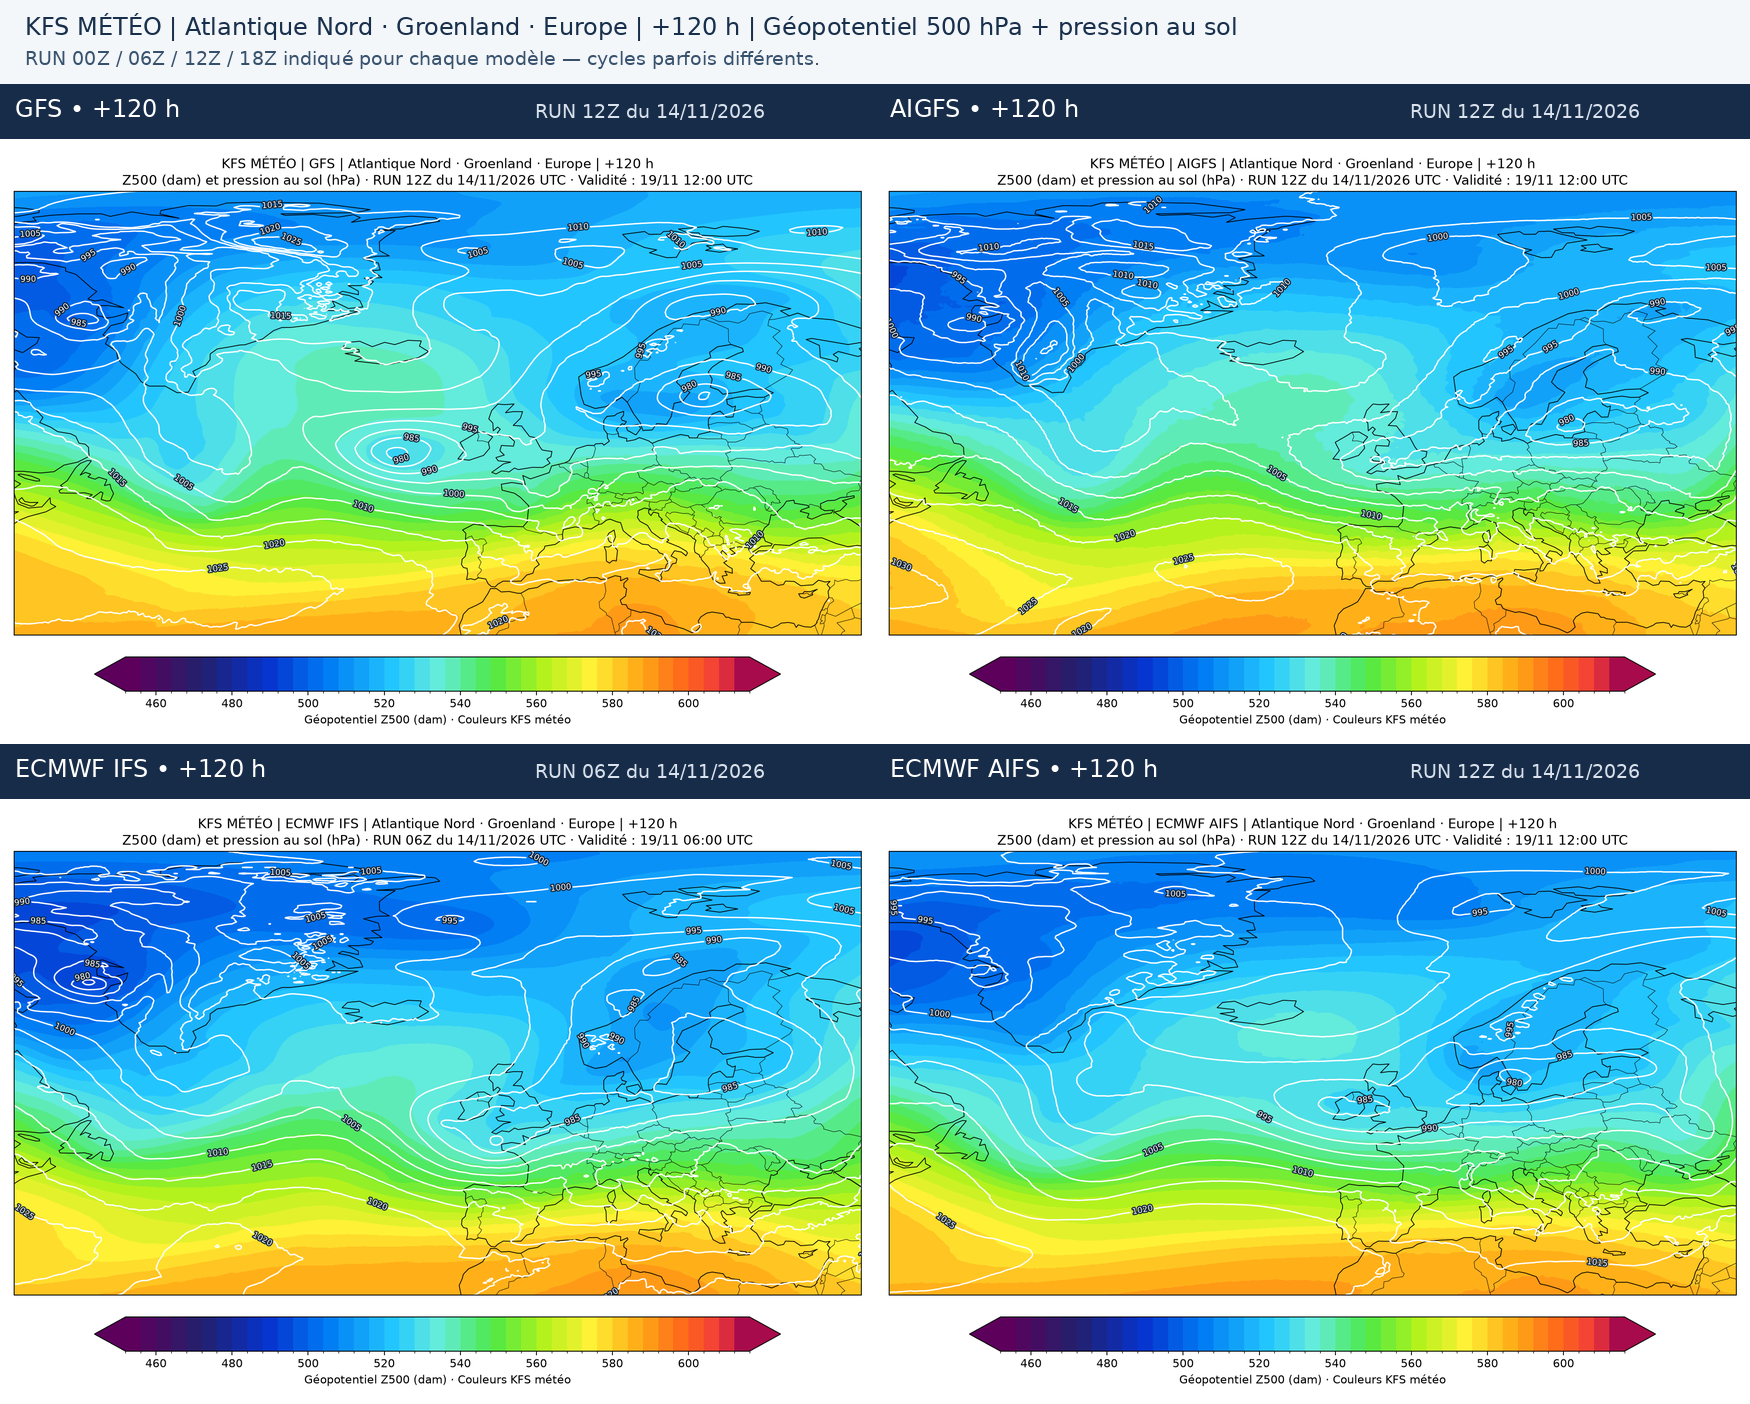 KFS MÉTÉO | Atlantique Nord · Groenland · Europe | +120 h | Géopotentiel 500 hPa + pression au sol
RUN 00Z / 06Z / 12Z / 18Z indiqué pour chaque modèle — cycles parfois différents.
GFS • +120 h
RUN 12Z du 14/11/2026
KFS MÉTÉO | GFS | Atlantique Nord · Groenland · Europe | +120 h
Z500 (dam) et pression au sol (hPa) · RUN 12Z du 14/11/2026 UTC · Validité : 19/11 12:00 UTC
460 480 500 520 540 560 580 600
Géopotentiel Z500 (dam) · Couleurs KFS météo
AIGFS • +120 h
RUN 12Z du 14/11/2026
KFS MÉTÉO | AIGFS | Atlantique Nord · Groenland · Europe | +120 h
Z500 (dam) et pression au sol (hPa) · RUN 12Z du 14/11/2026 UTC · Validité : 19/11 12:00 UTC
460 480 500 520 540 560 580 600
Géopotentiel Z500 (dam) · Couleurs KFS météo
ECMWF IFS • +120 h
RUN 06Z du 14/11/2026
KFS MÉTÉO | ECMWF IFS | Atlantique Nord · Groenland · Europe | +120 h
Z500 (dam) et pression au sol (hPa) · RUN 06Z du 14/11/2026 UTC · Validité : 19/11 06:00 UTC
460 480 500 520 540 560 580 600
Géopotentiel Z500 (dam) · Couleurs KFS météo
ECMWF AIFS • +120 h
RUN 12Z du 14/11/2026
KFS MÉTÉO | ECMWF AIFS | Atlantique Nord · Groenland · Europe | +120 h
Z500 (dam) et pression au sol (hPa) · RUN 12Z du 14/11/2026 UTC · Validité : 19/11 12:00 UTC
460 480 500 520 540 560 580 600
Géopotentiel Z500 (dam) · Couleurs KFS météo